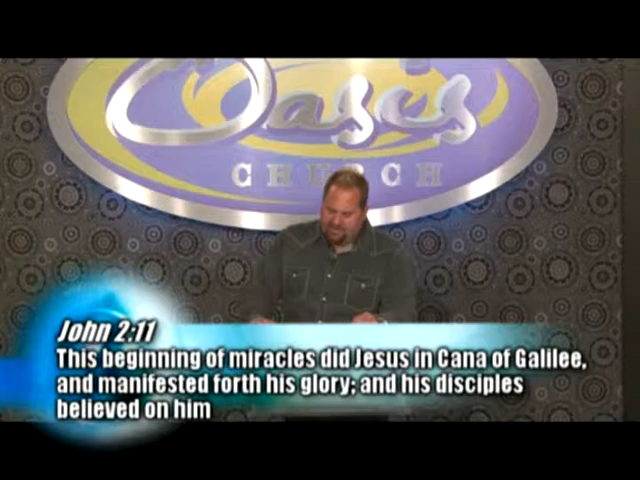 Oasis
CHURCH
John 2:11
This beginning of miracles did Jesus in Cana of Galilee,
and manifested forth his glory; and his disciples
believed on him